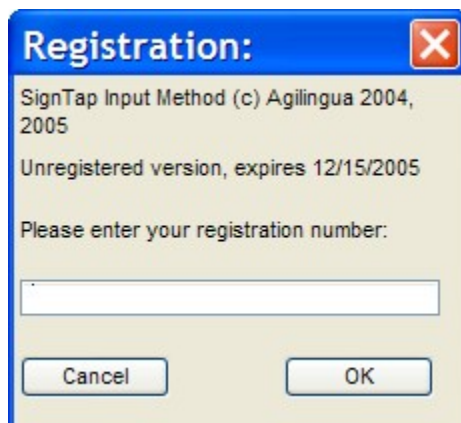 Registration:
SignTap Input Method (c) Agilingua 2004,
2005
Unregistered version, expires 12/15/2005
Please enter your registration number:
Cancel
OK